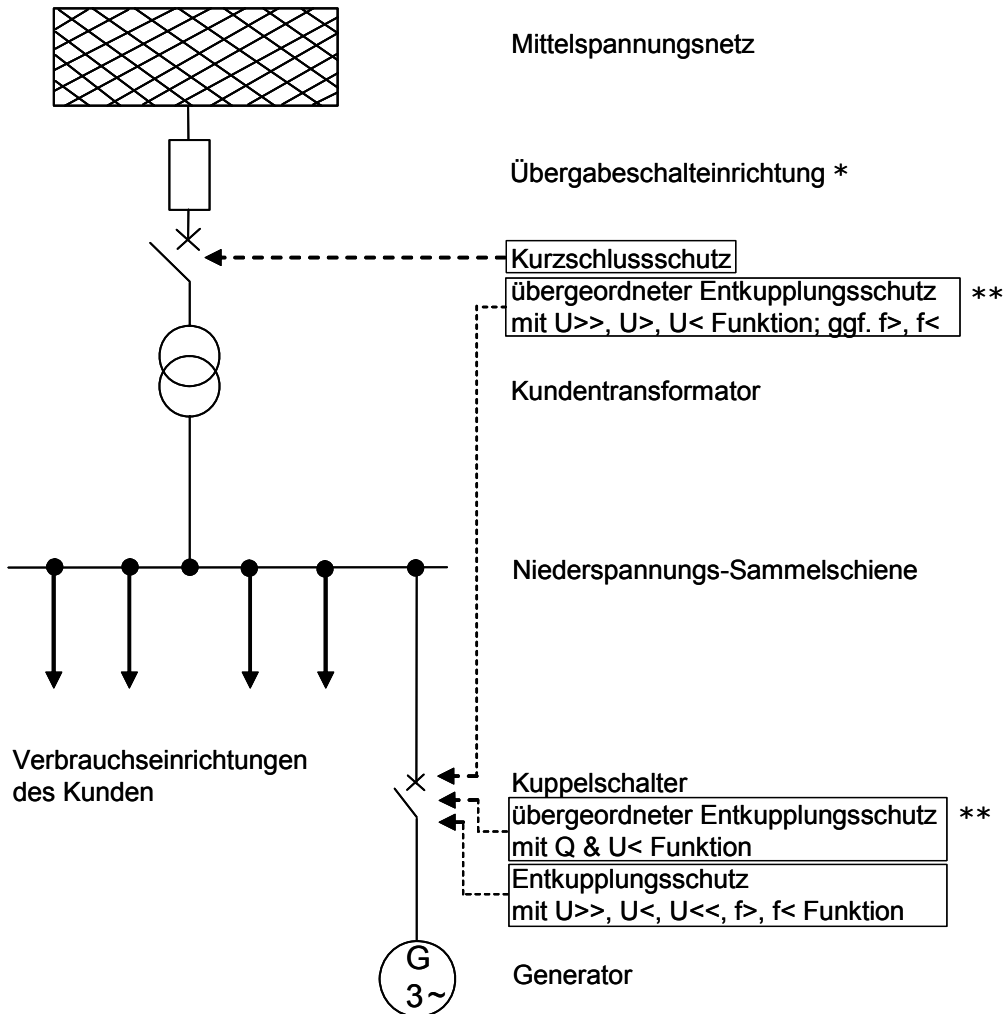 Mittelspannungsnetz
Übergabeschalteinrichtung *
Kurzschlussschutz
übergeordneter Entkupplungsschutz **
mit U>>, U>, U< Funktion; ggf. f>, f<
Kundentransformator
Niederspannungs-Sammelschiene
Verbrauchseinrichtungen
des Kunden
Kuppelschalter
übergeordneter Entkupplungsschutz **
mit Q & U< Funktion
Entkupplungsschutz
mit U>>, U<, U<<, f>, f< Funktion
G
3~
Generator